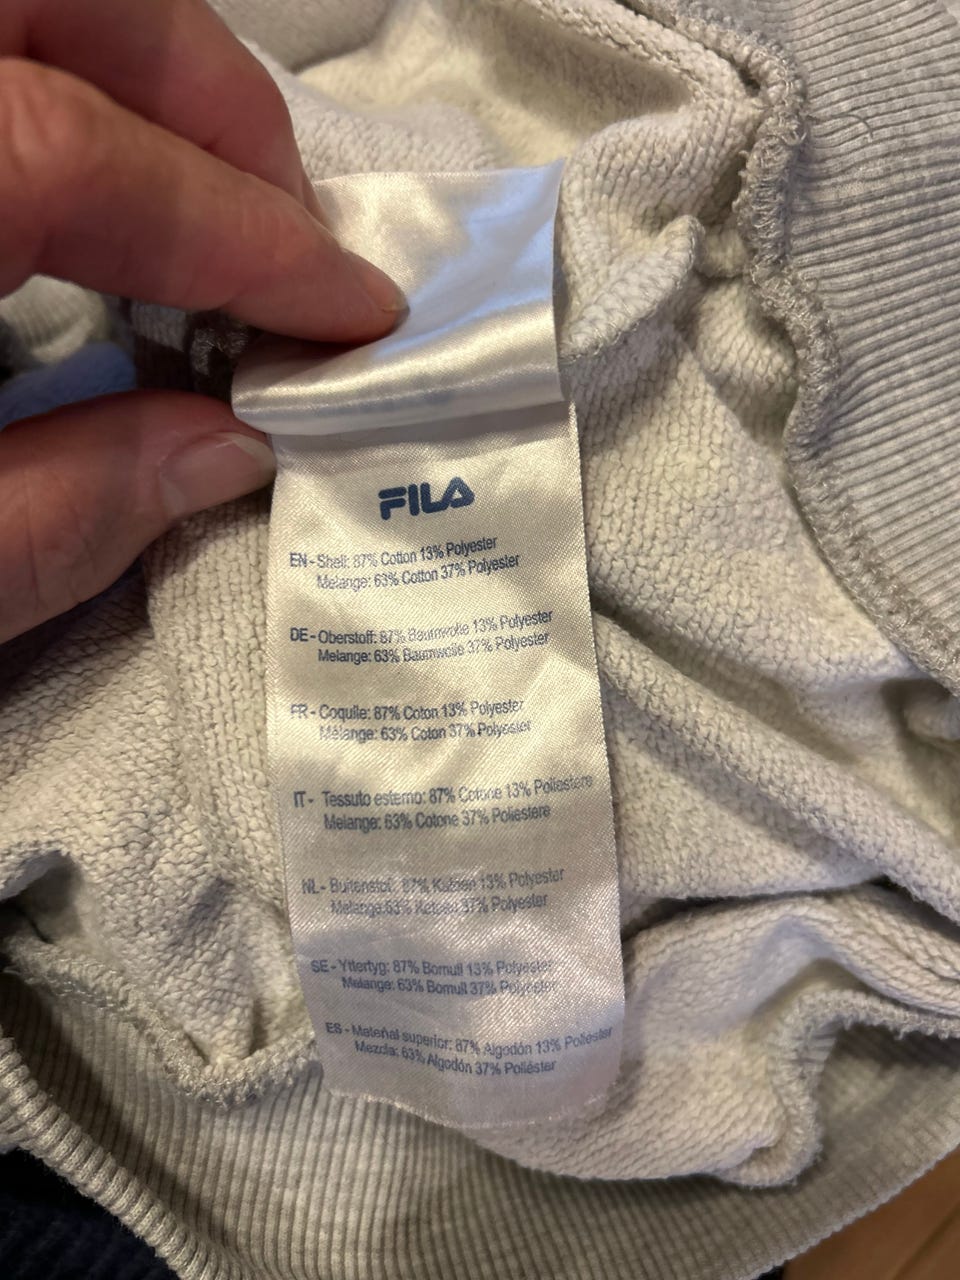 FILA
EN - Shell: 87% Cotton 13% Polyester
Melange: 63% Cotton 37% Polyester
DE - Oberstoff: 87% Baumwolle 13% Polyester
Melange: 63% Baumwolle 37% Polyester
FR - Coquille: 87% Coton 13% Polyester
Mélange: 63% Coton 37% Polyester
IT - Tessuto esterno: 87% Cotone 13% Poliestere
Melange: 63% Cotone 37% Poliestere
NL - Buitenstof: 87% Katoen 13% Polyester
Melange: 63% Katoen 37% Polyester
SE - Yttertyg: 87% Bomull 13% Polyester
Melange: 63% Bomull 37% Polyester
ES - Material superior: 87% Algodón 13% Poliéster
Mezcla: 63% Algodón 37% Poliéster